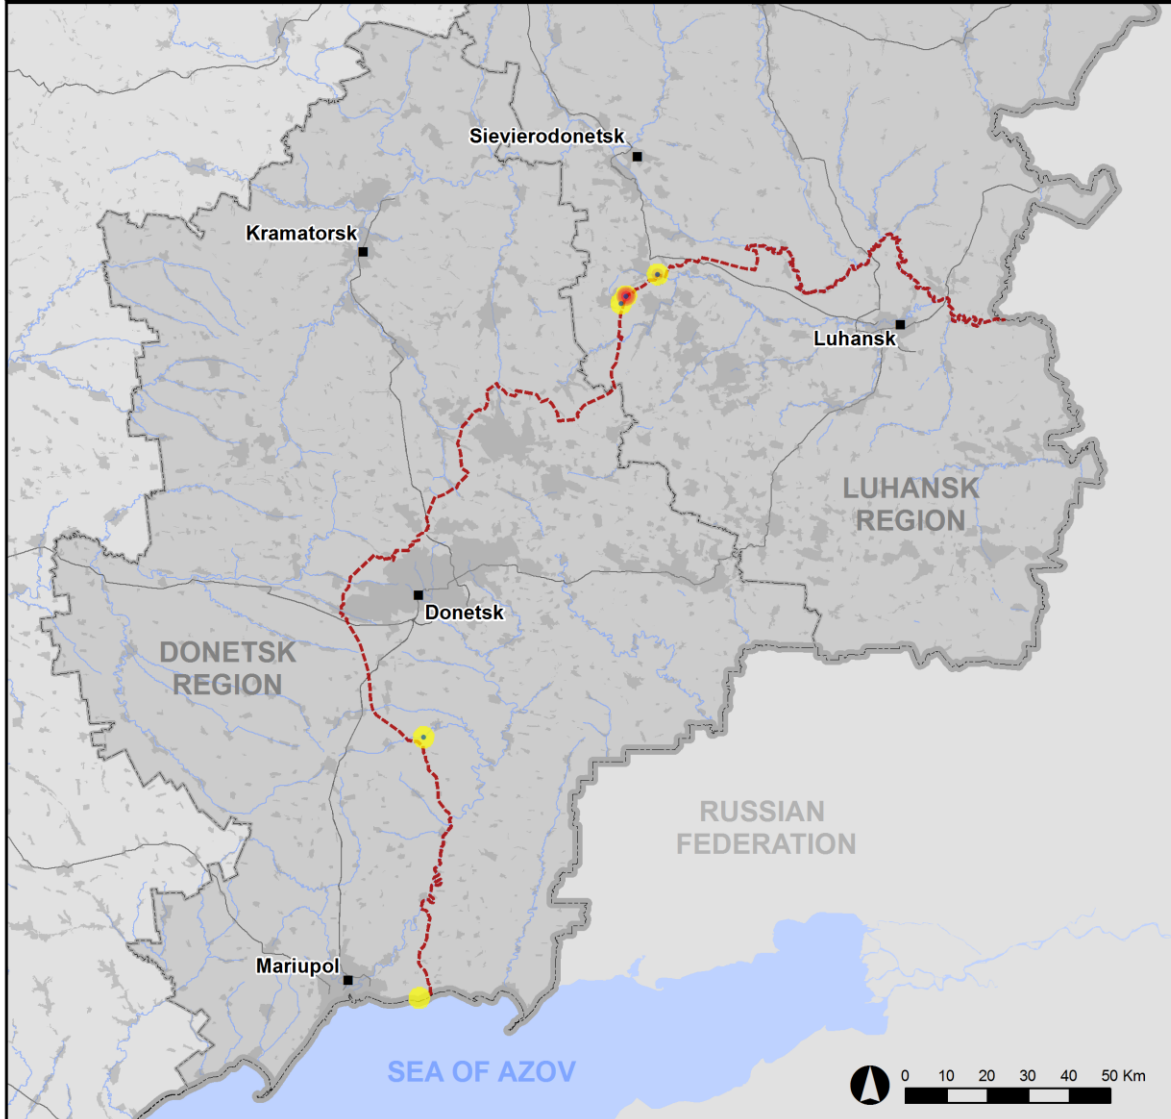 Sievierodonetsk
Kramatorsk
Luhansk
LUHANSK
REGION
Donetsk
DONETSK
REGION
RUSSIAN
FEDERATION
Mariupol
SEA OF AZOV
0 10 20 30 40 50 Km